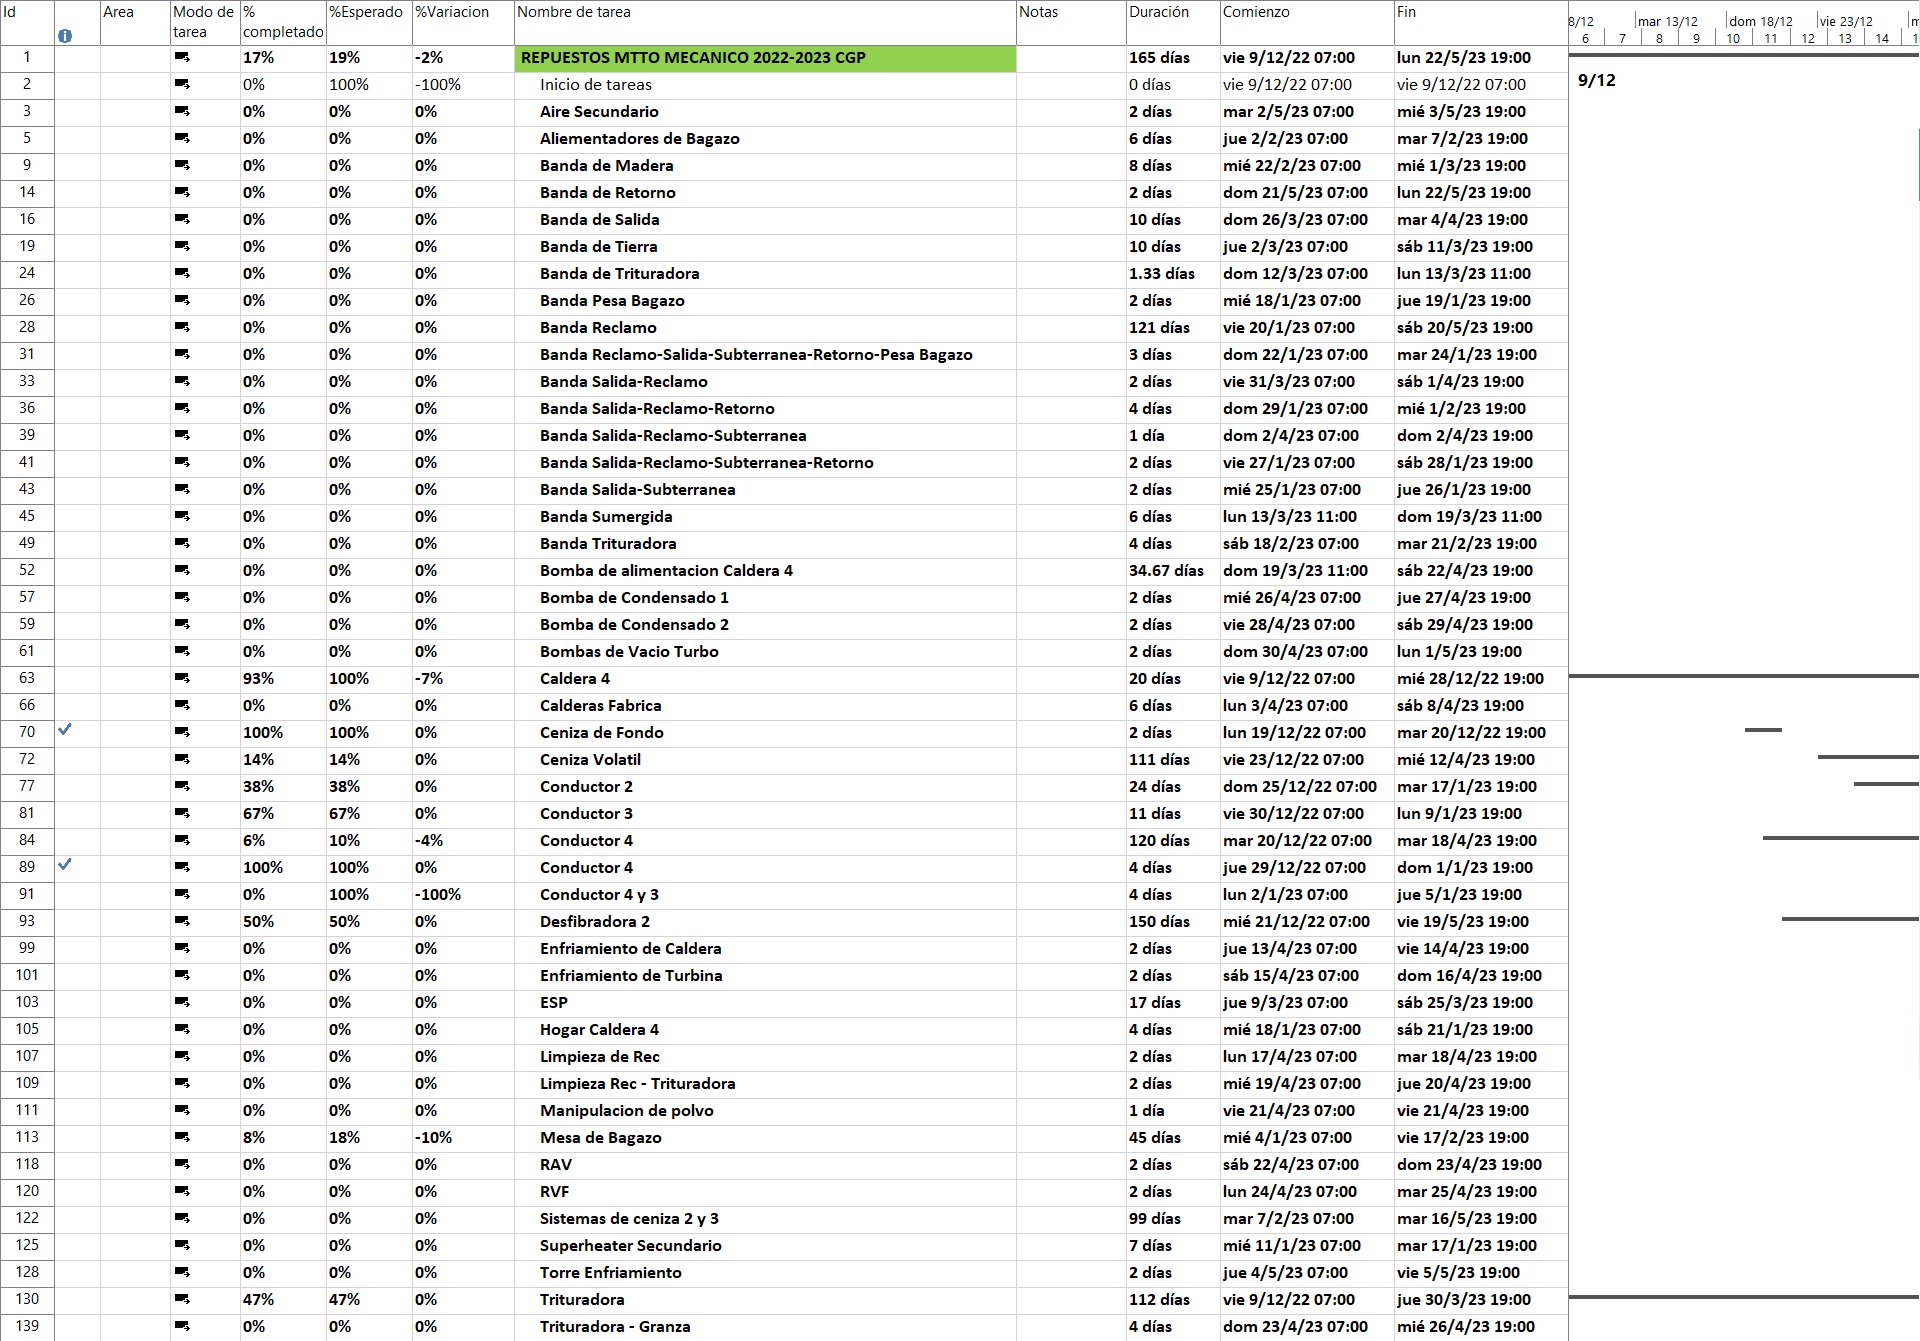 Id Area Modo de tarea % completado %Esperado %Variacion Nombre de tarea Notas Duración Comienzo Fin
8/12 mar 13/12 dom 18/12 vie 23/12 m
6 7 8 9 10 11 12 13 14 1
1 17% 19% -2% REPUESTOS MTTO MECANICO 2022-2023 CGP 165 días vie 9/12/22 07:00 lun 22/5/23 19:00
2 0% 100% -100% Inicio de tareas 0 días vie 9/12/22 07:00 vie 9/12/22 07:00 9/12
3 0% 0% 0% Aire Secundario 2 días mar 2/5/23 07:00 mié 3/5/23 19:00
5 0% 0% 0% Aliementadores de Bagazo 6 días jue 2/2/23 07:00 mar 7/2/23 19:00
9 0% 0% 0% Banda de Madera 8 días mié 22/2/23 07:00 mié 1/3/23 19:00
14 0% 0% 0% Banda de Retorno 2 días dom 21/5/23 07:00 lun 22/5/23 19:00
16 0% 0% 0% Banda de Salida 10 días dom 26/3/23 07:00 mar 4/4/23 19:00
19 0% 0% 0% Banda de Tierra 10 días jue 2/3/23 07:00 sáb 11/3/23 19:00
24 0% 0% 0% Banda de Trituradora 1.33 días dom 12/3/23 07:00 lun 13/3/23 11:00
26 0% 0% 0% Banda Pesa Bagazo 2 días mié 18/1/23 07:00 jue 19/1/23 19:00
28 0% 0% 0% Banda Reclamo 121 días vie 20/1/23 07:00 sáb 20/5/23 19:00
31 0% 0% 0% Banda Reclamo-Salida-Subterranea-Retorno-Pesa Bagazo 3 días dom 22/1/23 07:00 mar 24/1/23 19:00
33 0% 0% 0% Banda Salida-Reclamo 2 días vie 31/3/23 07:00 sáb 1/4/23 19:00
36 0% 0% 0% Banda Salida-Reclamo-Retorno 4 días dom 29/1/23 07:00 mié 1/2/23 19:00
39 0% 0% 0% Banda Salida-Reclamo-Subterranea 1 día dom 2/4/23 07:00 dom 2/4/23 19:00
41 0% 0% 0% Banda Salida-Reclamo-Subterranea-Retorno 2 días vie 27/1/23 07:00 sáb 28/1/23 19:00
43 0% 0% 0% Banda Salida-Subterranea 2 días mié 25/1/23 07:00 jue 26/1/23 19:00
45 0% 0% 0% Banda Sumergida 6 días lun 13/3/23 11:00 dom 19/3/23 11:00
49 0% 0% 0% Banda Trituradora 4 días sáb 18/2/23 07:00 mar 21/2/23 19:00
52 0% 0% 0% Bomba de alimentacion Caldera 4 34.67 días dom 19/3/23 11:00 sáb 22/4/23 19:00
57 0% 0% 0% Bomba de Condensado 1 2 días mié 26/4/23 07:00 jue 27/4/23 19:00
59 0% 0% 0% Bomba de Condensado 2 2 días vie 28/4/23 07:00 sáb 29/4/23 19:00
61 0% 0% 0% Bombas de Vacio Turbo 2 días dom 30/4/23 07:00 lun 1/5/23 19:00
63 93% 100% -7% Caldera 4 20 días vie 9/12/22 07:00 mié 28/12/22 19:00
66 0% 0% 0% Calderas Fabrica 6 días lun 3/4/23 07:00 sáb 8/4/23 19:00
70 100% 100% 0% Ceniza de Fondo 2 días lun 19/12/22 07:00 mar 20/12/22 19:00
72 14% 14% 0% Ceniza Volatil 111 días vie 23/12/22 07:00 mié 12/4/23 19:00
77 38% 38% 0% Conductor 2 24 días dom 25/12/22 07:00 mar 17/1/23 19:00
81 67% 67% 0% Conductor 3 11 días vie 30/12/22 07:00 lun 9/1/23 19:00
84 6% 10% -4% Conductor 4 120 días mar 20/12/22 07:00 mar 18/4/23 19:00
89 100% 100% 0% Conductor 4 4 días jue 29/12/22 07:00 dom 1/1/23 19:00
91 0% 100% -100% Conductor 4 y 3 4 días lun 2/1/23 07:00 jue 5/1/23 19:00
93 50% 50% 0% Desfibradora 2 150 días mié 21/12/22 07:00 vie 19/5/23 19:00
99 0% 0% 0% Enfriamiento de Caldera 2 días jue 13/4/23 07:00 vie 14/4/23 19:00
101 0% 0% 0% Enfriamiento de Turbina 2 días sáb 15/4/23 07:00 dom 16/4/23 19:00
103 0% 0% 0% ESP 17 días jue 9/3/23 07:00 sáb 25/3/23 19:00
105 0% 0% 0% Hogar Caldera 4 4 días mié 18/1/23 07:00 sáb 21/1/23 19:00
107 0% 0% 0% Limpieza de Rec 2 días lun 17/4/23 07:00 mar 18/4/23 19:00
109 0% 0% 0% Limpieza Rec - Trituradora 2 días mié 19/4/23 07:00 jue 20/4/23 19:00
111 0% 0% 0% Manipulacion de polvo 1 día vie 21/4/23 07:00 vie 21/4/23 19:00
113 8% 18% -10% Mesa de Bagazo 45 días mié 4/1/23 07:00 vie 17/2/23 19:00
118 0% 0% 0% RAV 2 días sáb 22/4/23 07:00 dom 23/4/23 19:00
120 0% 0% 0% RVF 2 días lun 24/4/23 07:00 mar 25/4/23 19:00
122 0% 0% 0% Sistemas de ceniza 2 y 3 99 días mar 7/2/23 07:00 mar 16/5/23 19:00
125 0% 0% 0% Superheater Secundario 7 días mié 11/1/23 07:00 mar 17/1/23 19:00
128 0% 0% 0% Torre Enfriamiento 2 días jue 4/5/23 07:00 vie 5/5/23 19:00
130 47% 47% 0% Trituradora 112 días vie 9/12/22 07:00 jue 30/3/23 19:00
139 0% 0% 0% Trituradora - Granza 4 días dom 23/4/23 07:00 mié 26/4/23 19:00